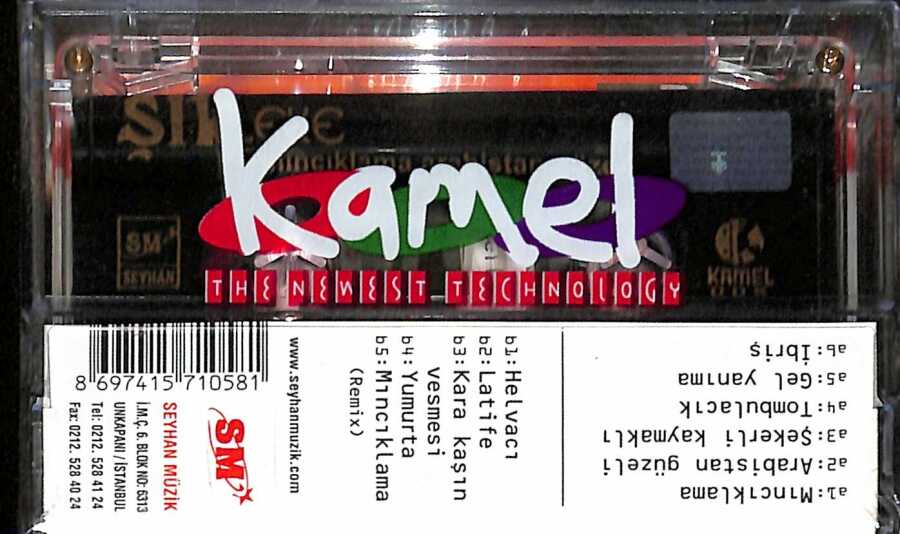 Kamel
THE NEWEST TECHNOLOGY
SM
SEYHAN
KAMEL
a1:Mıncıklama
a2:Arabistan güzeli
a3:Şekerli kaymaklı
a4:Tombulacık
a5:Gel yanıma
a6:İbriş
b1:Helvacı
b2:Latife
b3:Kara kaşın
vesmesi
b4:Yumurta
b5:Mıncıklama
(Remix)
www.seyhanmuzik.com
SM
SEYHAN MÜZİK
İ.M.Ç. 6. BLOK NO: 6313
UNKAPANI / İSTANBUL
Tel: 0212. 528 41 24
Fax: 0212. 528 40 24
8 697415 710581